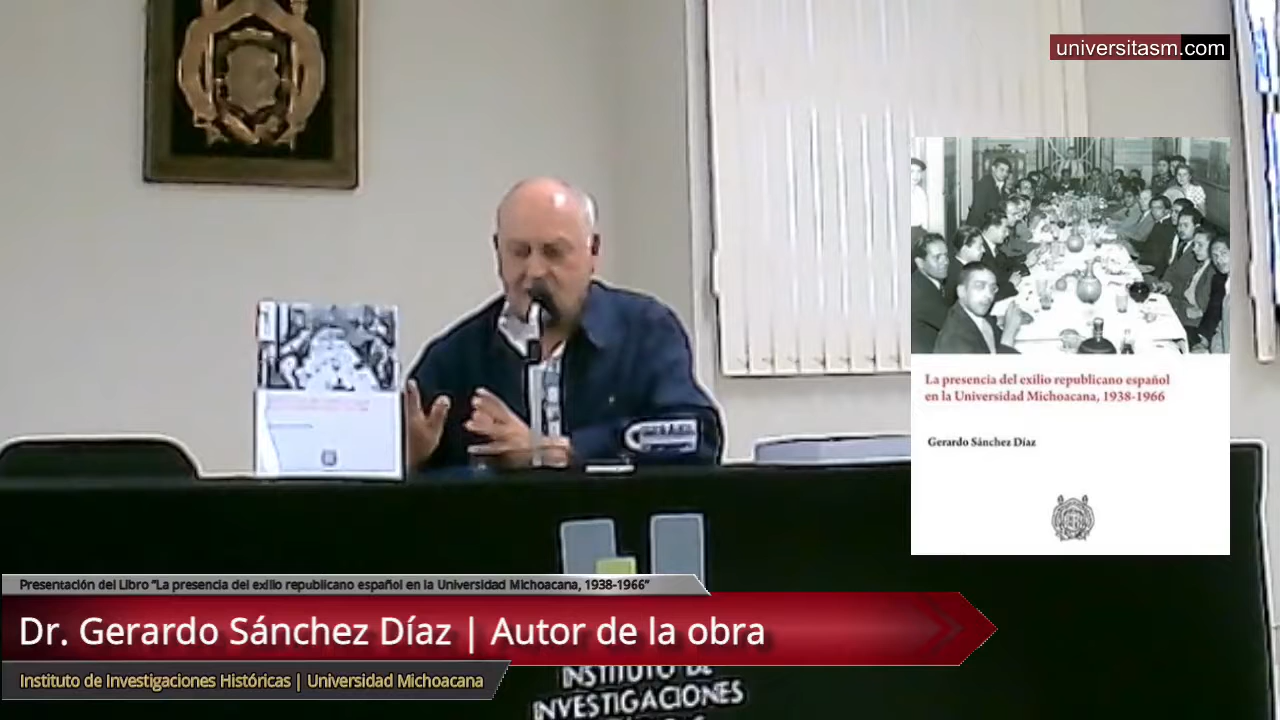 universitasm.com
La presencia del exilio republicano español
en la Universidad Michoacana, 1938-1966
Gerardo Sánchez Díaz
Presentación del Libro "La presencia del exilio republicano español en la Universidad Michoacana, 1938-1966"
Dr. Gerardo Sánchez Díaz | Autor de la obra
Instituto de Investigaciones Históricas | Universidad Michoacana
INSTITUTO DE
INVESTIGACIONES